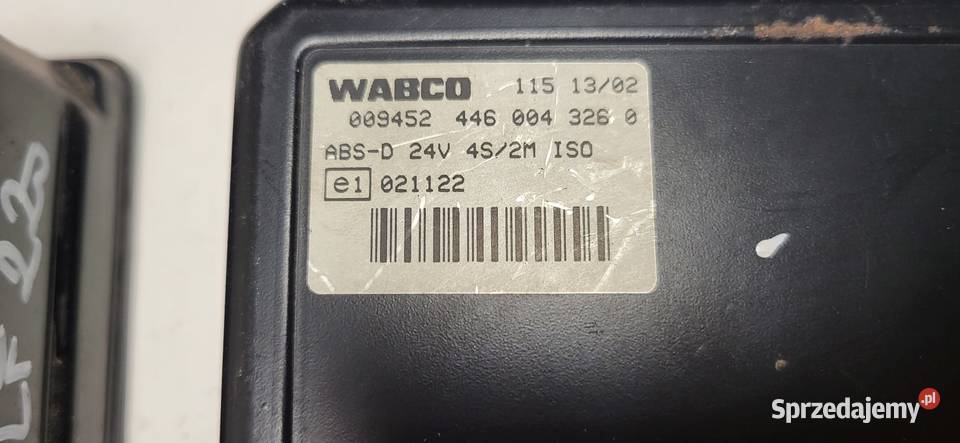 WABCO 115 13/02
009452 446 004 326 0
ABS-D 24V 4S/2M ISO
e1 021122
Sprzedajemy.pl